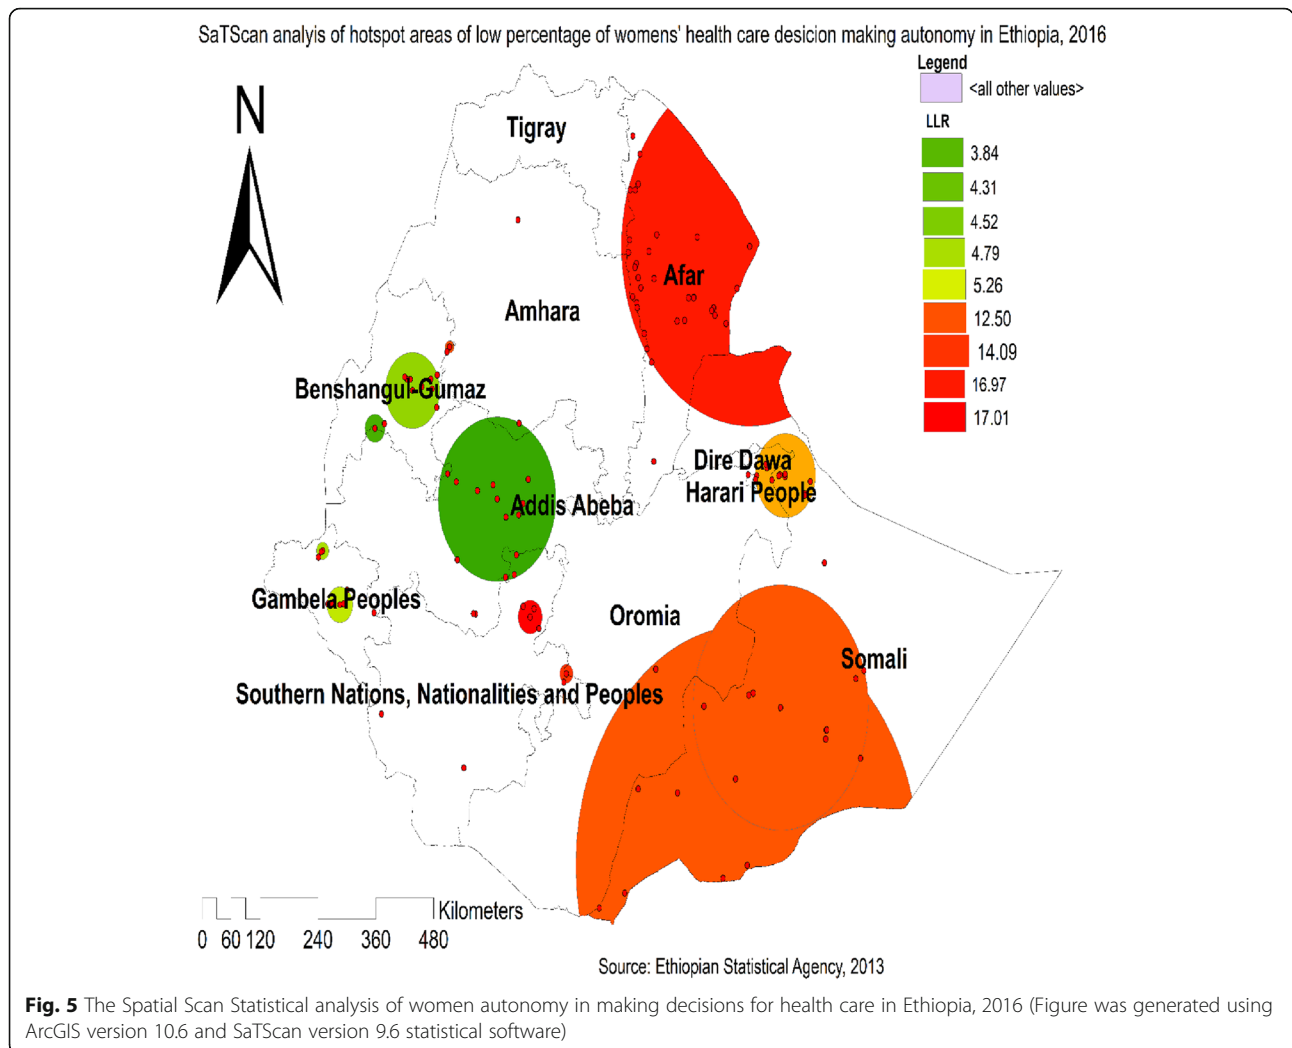 SaTScan analyis of hotspot areas of low percentage of womens' health care desicion making autonomy in Ethiopia, 2016
Legend
<all other values>
LLR
3.84
4.31
4.52
4.79
5.26
12.50
14.09
16.97
17.01
N
Tigray
Afar
Amhara
Benshangul-Gumaz
Dire Dawa
Harari People
Addis Abeba
Gambela Peoples
Oromia
Somali
Southern Nations, Nationalities and Peoples
Kilometers
0 60 120 240 360 480
Source: Ethiopian Statistical Agency, 2013
Fig. 5 The Spatial Scan Statistical analysis of women autonomy in making decisions for health care in Ethiopia, 2016 (Figure was generated using
ArcGIS version 10.6 and SaTScan version 9.6 statistical software)